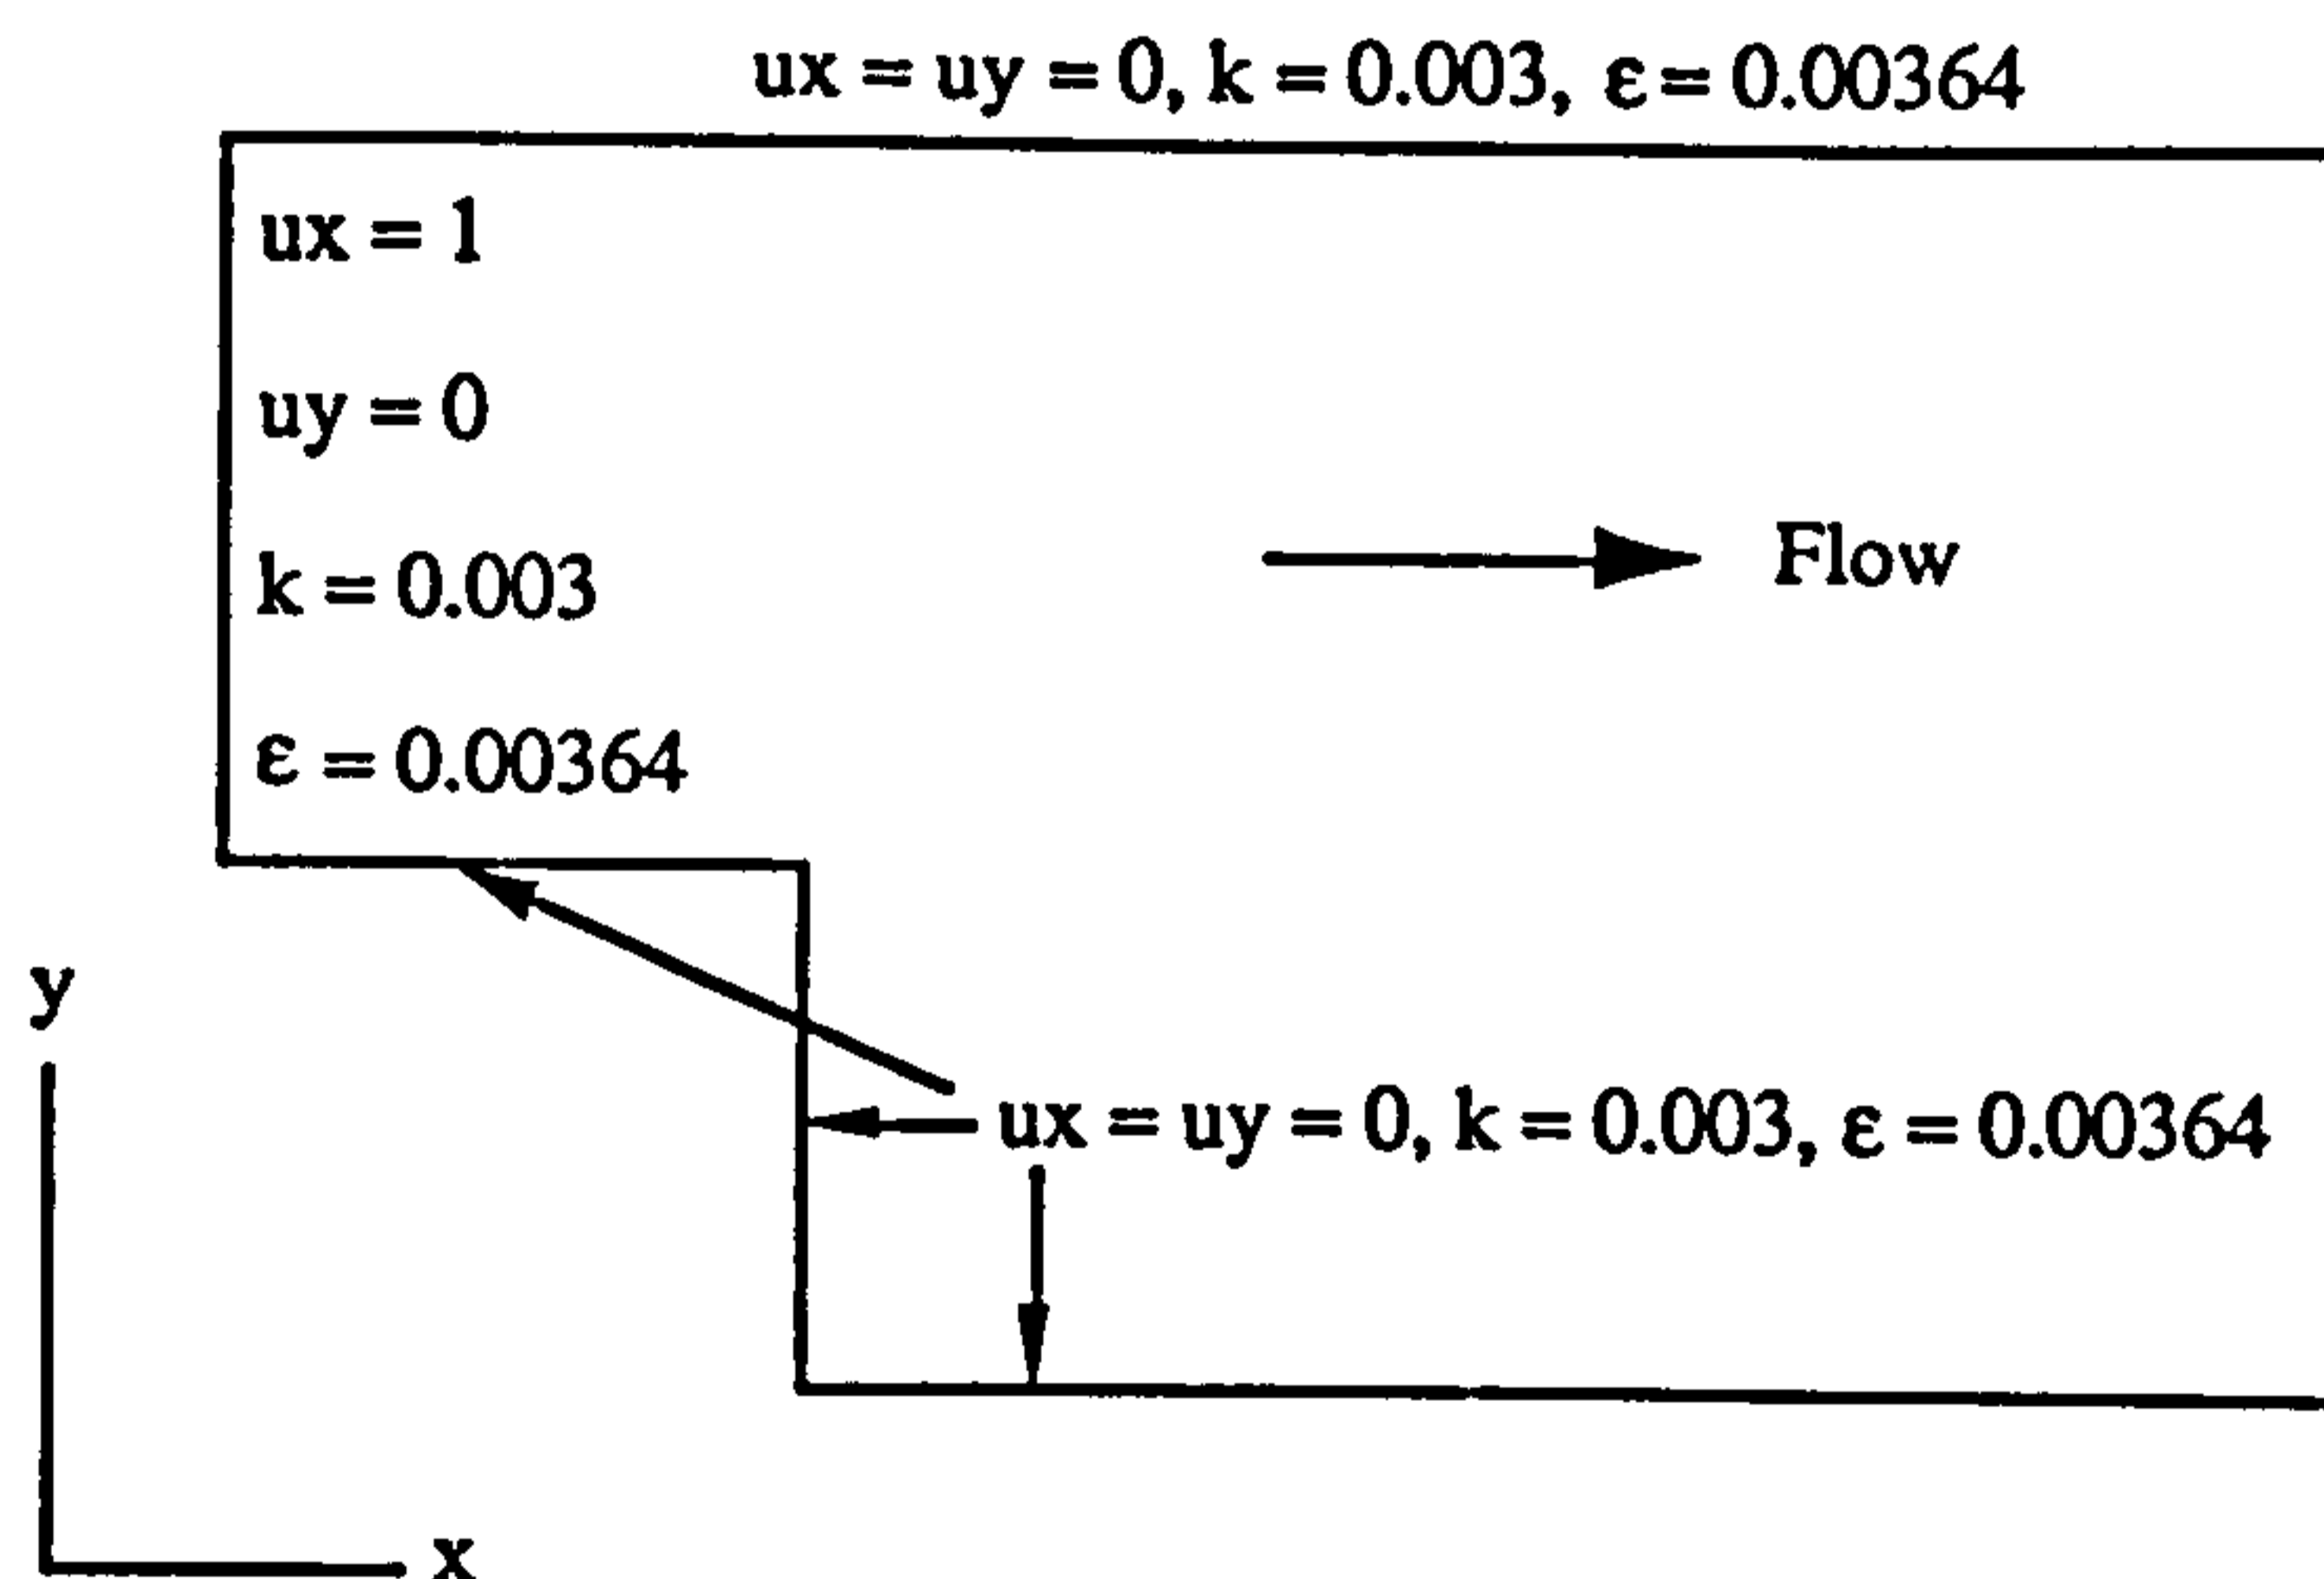 ux = uy = 0, k = 0.003, ε = 0.00364
ux = 1
uy = 0
k = 0.003
ε = 0.00364
Flow
y
ux = uy = 0, k = 0.003, ε = 0.00364
x